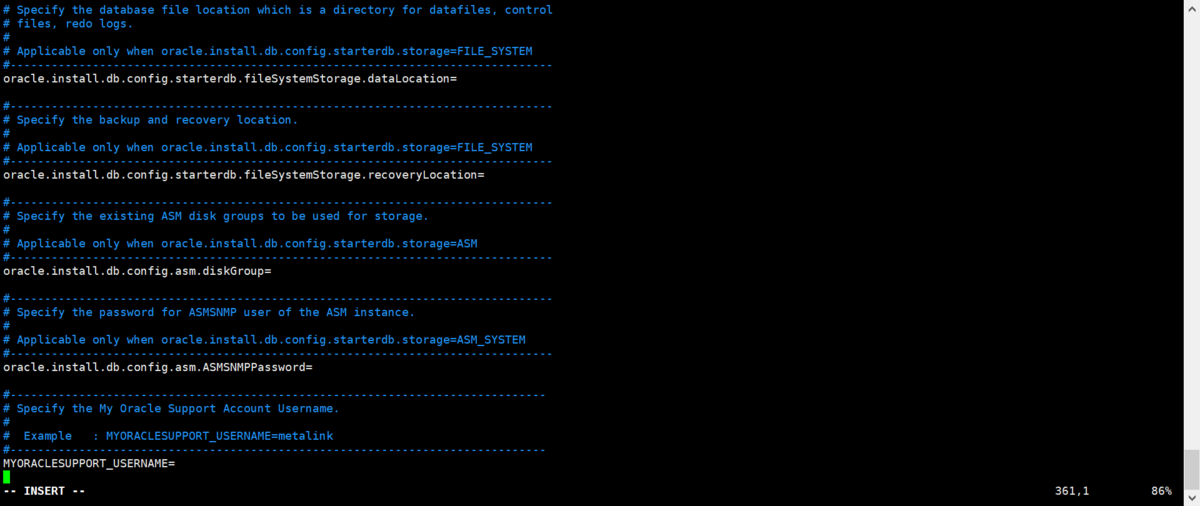 # Specify the database file location which is a directory for datafiles, control
# files, redo logs.
#
# Applicable only when oracle.install.db.config.starterdb.storage=FILE_SYSTEM
#-------------------------------------------------------------------------------
oracle.install.db.config.starterdb.fileSystemStorage.dataLocation=
#-------------------------------------------------------------------------------
# Specify the backup and recovery location.
#
# Applicable only when oracle.install.db.config.starterdb.storage=FILE_SYSTEM
#-------------------------------------------------------------------------------
oracle.install.db.config.starterdb.fileSystemStorage.recoveryLocation=
#-------------------------------------------------------------------------------
# Specify the existing ASM disk groups to be used for storage.
#
# Applicable only when oracle.install.db.config.starterdb.storage=ASM
#-------------------------------------------------------------------------------
oracle.install.db.config.asm.diskGroup=
#-------------------------------------------------------------------------------
# Specify the password for ASMSNMP user of the ASM instance.
#
# Applicable only when oracle.install.db.config.starterdb.storage=ASM_SYSTEM
#-------------------------------------------------------------------------------
oracle.install.db.config.asm.ASMSNMPPassword=
#------------------------------------------------------------------------------
# Specify the My Oracle Support Account Username.
#
#  Example   : MYORACLESUPPORT_USERNAME=metalink
#------------------------------------------------------------------------------
MYORACLESUPPORT_USERNAME=
-- INSERT -- 361,1 86%